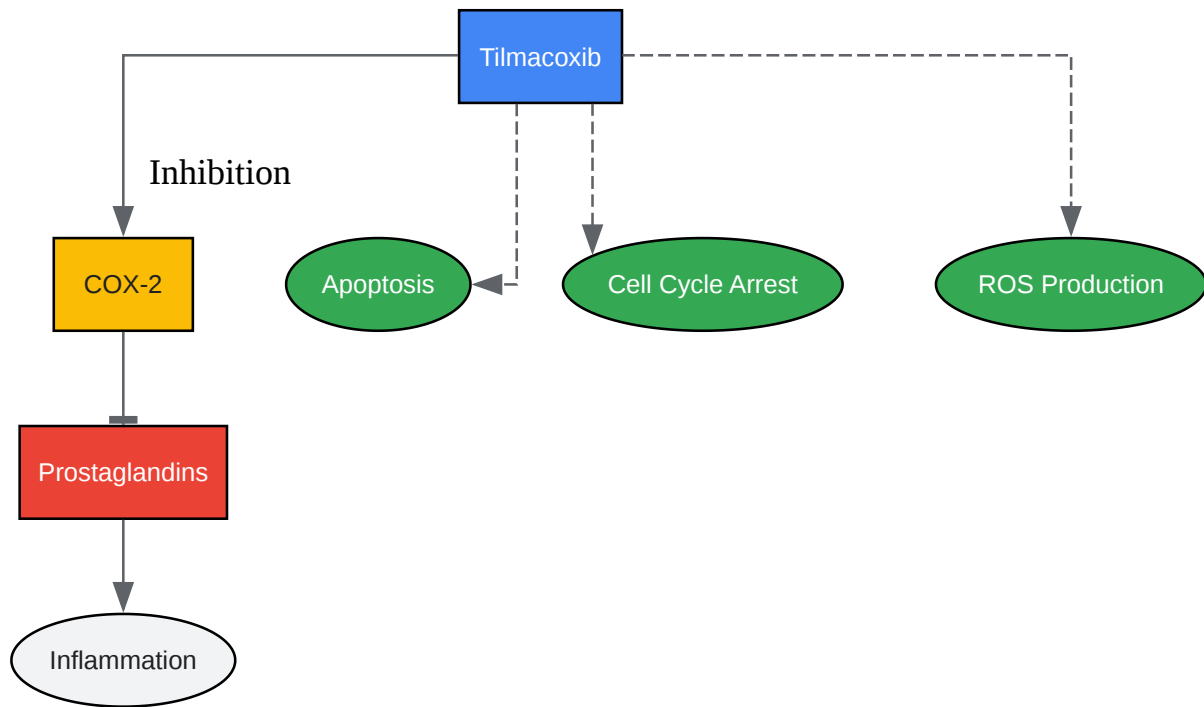 Tilmacoxib
Inhibition
COX-2
Apoptosis
Cell Cycle Arrest
ROS Production
Prostaglandins
Inflammation